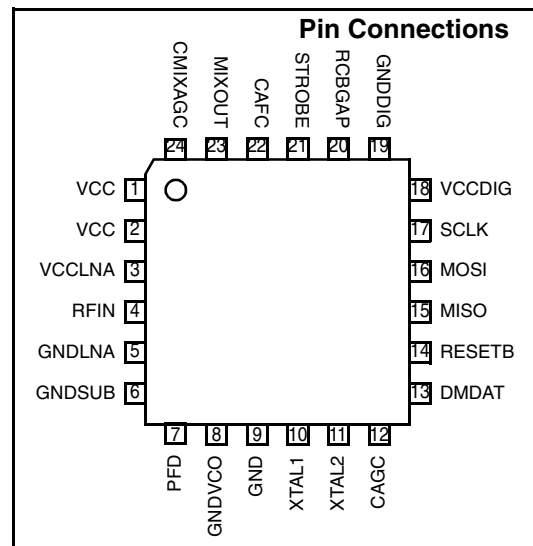 Pin Connections
CMIXAGC
MIXOUT
CAFC
STROBE
RCBGAP
GNDDIG
24 23 22 21 20 19
VCC 1 18 VCCDIG
VCC 2 17 SCLK
VCCLNA 3 16 MOSI
RFIN 4 15 MISO
GNDLNA 5 14 RESETB
GNDSUB 6 13 DMDAT
7 8 9 10 11 12
PFD
GNDVCO
GND
XTAL1
XTAL2
CAGC